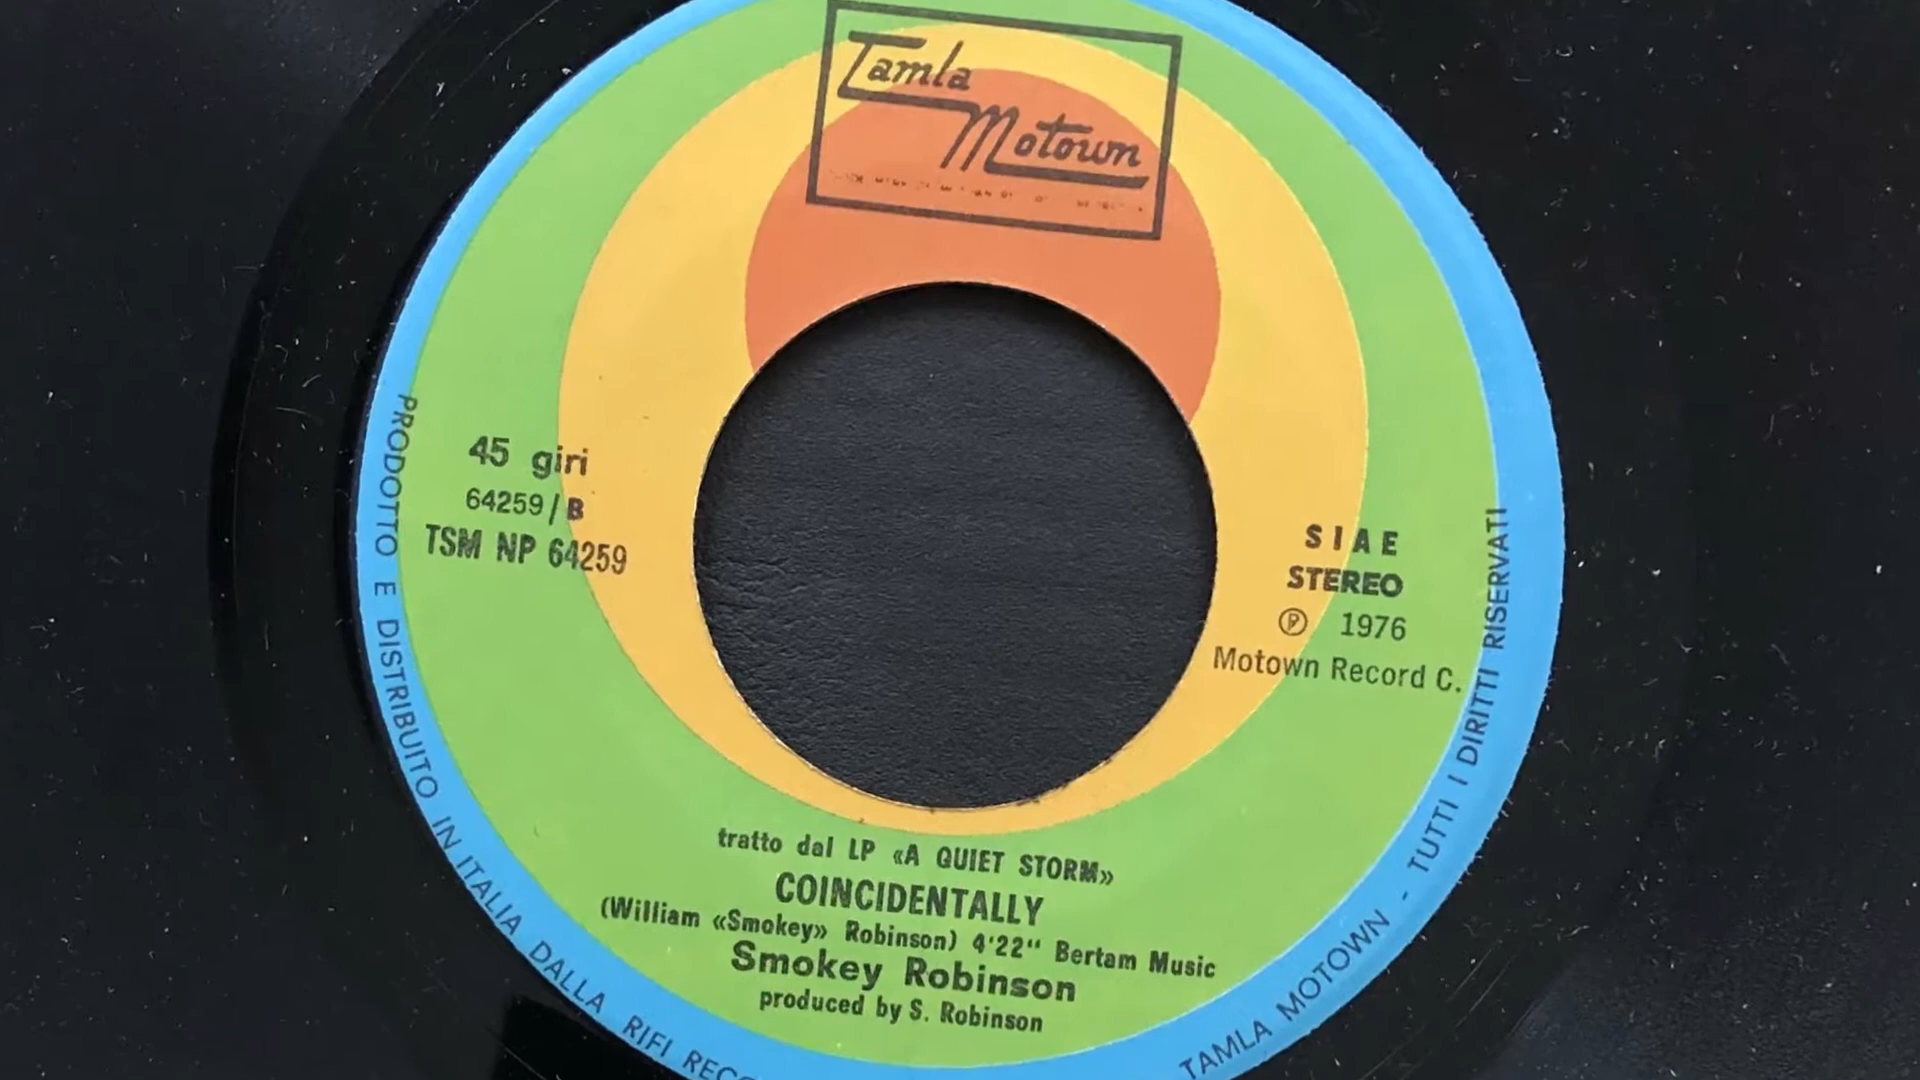 Tamla
Motown
45 giri
64259/B
TSM NP 64259
SIAE
STEREO
℗ 1976
Motown Record C.
tratto dal LP «A QUIET STORM»
COINCIDENTALLY
(William «Smokey» Robinson) 4'22" Bertam Music
Smokey Robinson
produced by S. Robinson
PRODOTTO E DISTRIBUITO IN ITALIA DALLA RIFI
TAMLA MOTOWN - TUTTI I DIRITTI RISERVATI